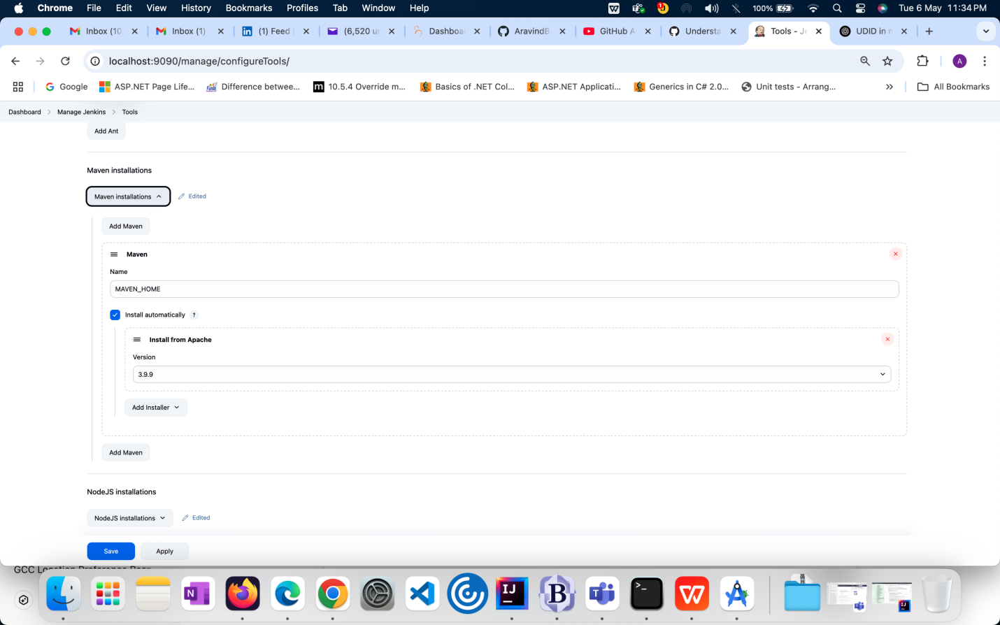 Chrome File Edit View History Bookmarks Profiles Tab Window Help 100% Tue 6 May 11:34 PM
Inbox (10 Inbox (1) (1) Feed (6,520 u Dashboa AravindB GitHub A Understa Tools - Je UDID in r
localhost:9090/manage/configureTools/ A
Google ASP.NET Page Life... Difference betwee... m 10.5.4 Override m... Basics of .NET Col... ASP.NET Applicati... Generics in C# 2.0... Unit tests - Arrang... All Bookmarks
Dashboard Manage Jenkins Tools
Add Ant
Maven installations
Maven installations Edited
Add Maven
Maven
Name
MAVEN_HOME
Install automatically ?
Install from Apache
Version
3.9.9
Add Installer
Add Maven
NodeJS installations
NodeJS installations Edited
Save Apply
GCC Location Preference